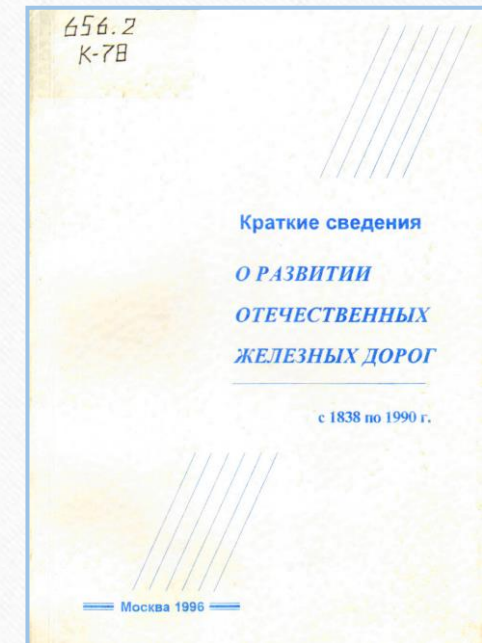 656.2
К-78
Краткие сведения
О РАЗВИТИИ
ОТЕЧЕСТВЕННЫХ
ЖЕЛЕЗНЫХ ДОРОГ
с 1838 по 1990 г.
Москва 1996